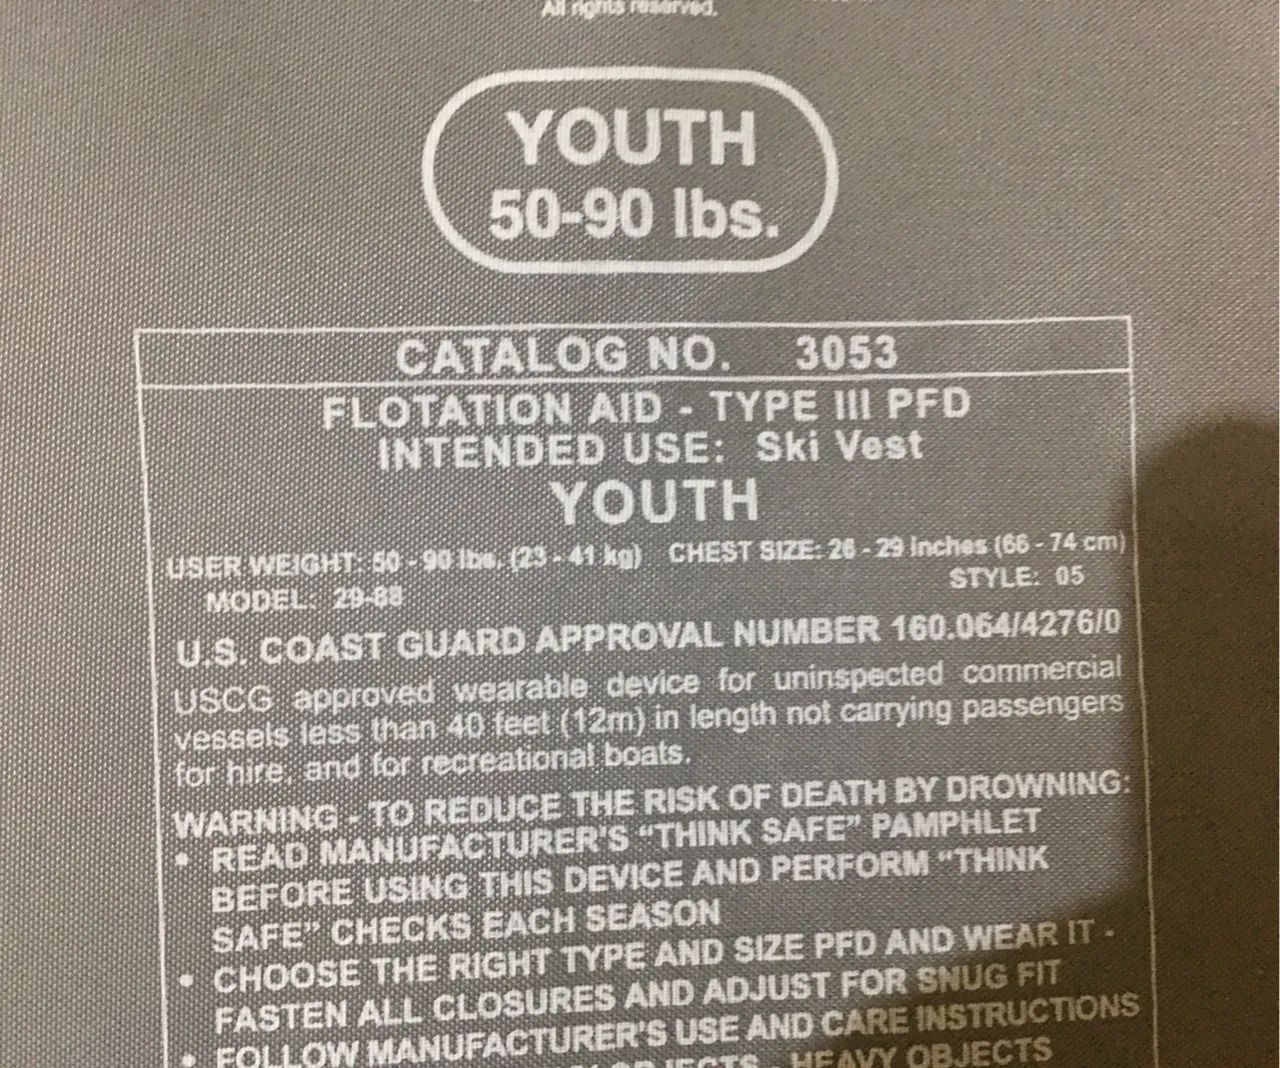 All rights reserved.
YOUTH
50-90 lbs.
CATALOG NO. 3053
FLOTATION AID - TYPE III PFD
INTENDED USE: Ski Vest
YOUTH
USER WEIGHT: 50 - 90 lbs. (23 - 41 kg) CHEST SIZE: 26 - 29 Inches (66 - 74 cm)
MODEL: 29-88 STYLE: 05
U.S. COAST GUARD APPROVAL NUMBER 160.064/4276/0
USCG approved wearable device for uninspected commercial
vessels less than 40 feet (12m) in length not carrying passengers
for hire, and for recreational boats.
WARNING - TO REDUCE THE RISK OF DEATH BY DROWNING:
• READ MANUFACTURER'S “THINK SAFE” PAMPHLET
BEFORE USING THIS DEVICE AND PERFORM “THINK
SAFE” CHECKS EACH SEASON
• CHOOSE THE RIGHT TYPE AND SIZE PFD AND WEAR IT -
FASTEN ALL CLOSURES AND ADJUST FOR SNUG FIT
• FOLLOW MANUFACTURER'S USE AND CARE INSTRUCTIONS
OBJECTS - HEAVY OBJECTS